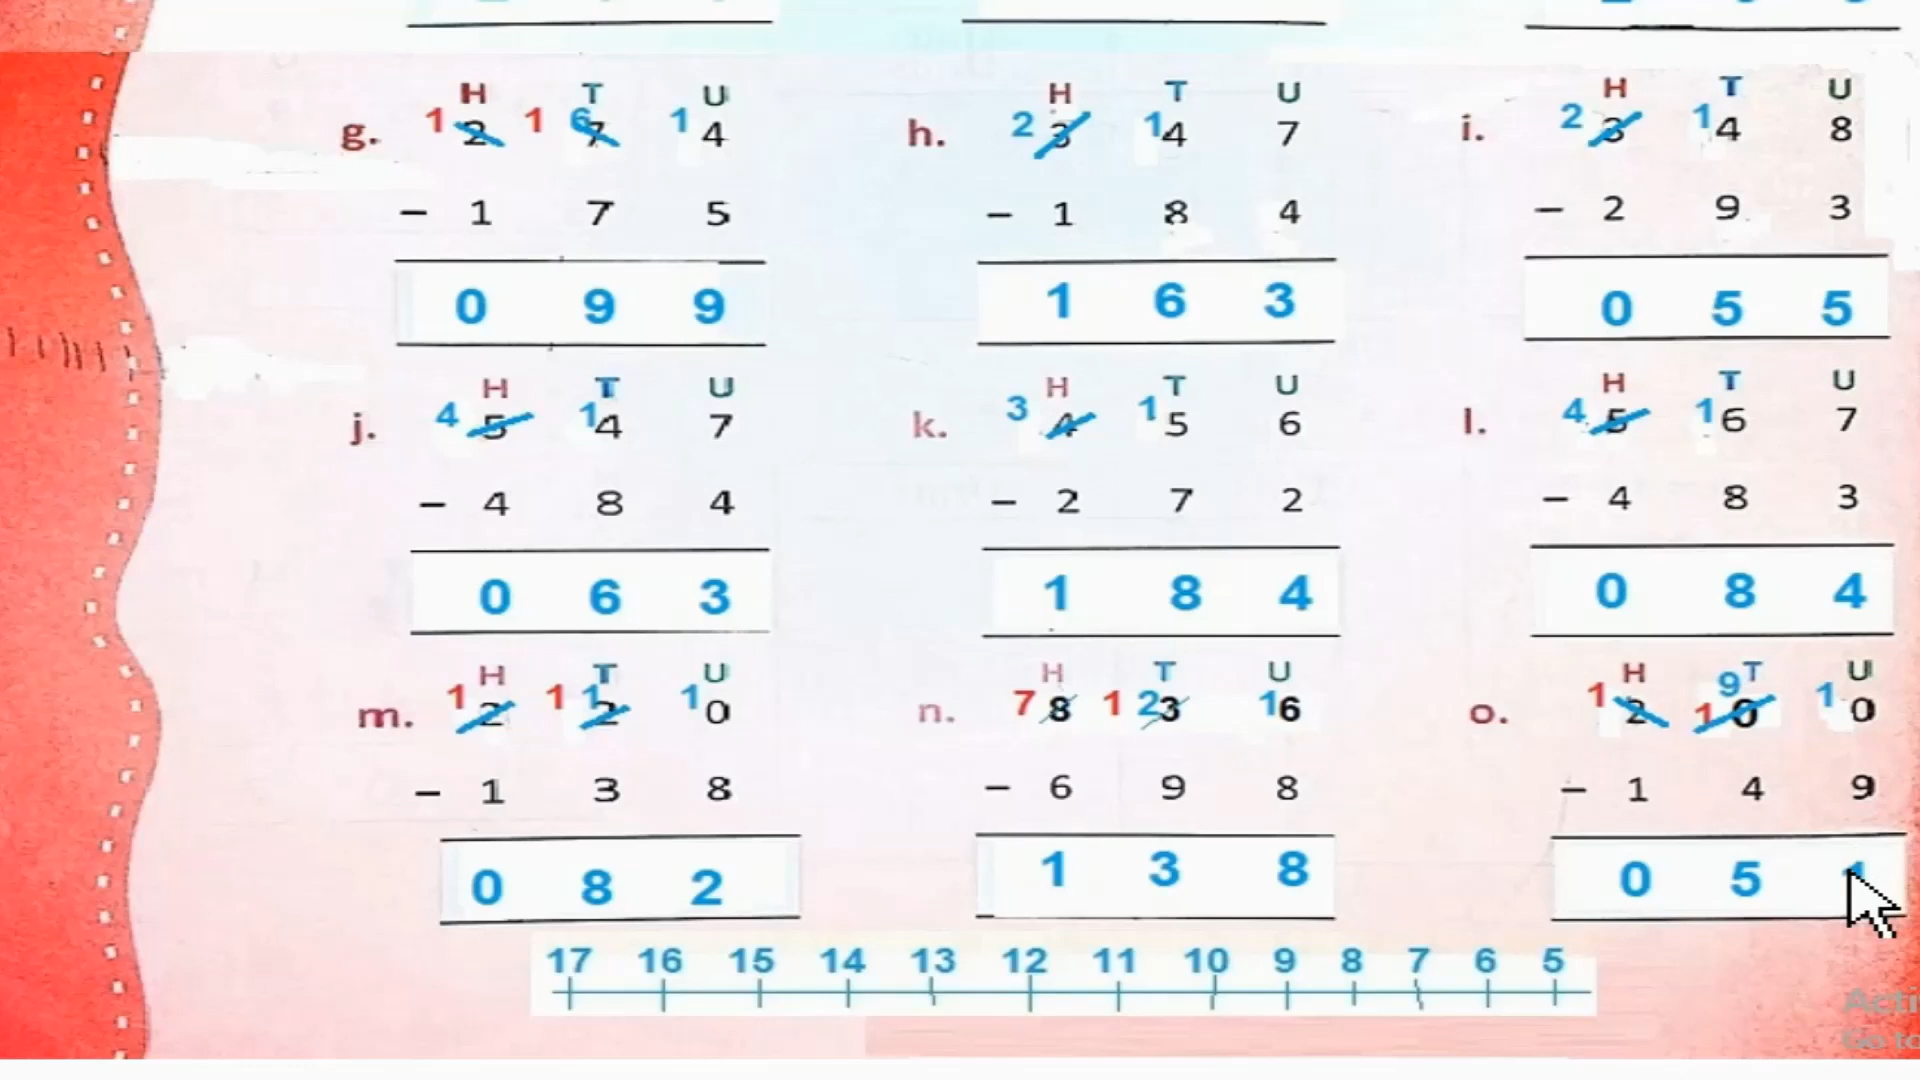 H T U
g. 1 2 1 6 7 1 4
- 1 7 5
0 9 9
H T U
h. 2 3 1 4 7
- 1 8 4
1 6 3
H T U
i. 2 3 1 4 8
- 2 9 3
0 5 5
H T U
j. 4 5 1 4 7
- 4 8 4
0 6 3
H T U
k. 3 4 1 5 6
- 2 7 2
1 8 4
H T U
l. 4 5 1 6 7
- 4 8 3
0 8 4
H T U
m. 1 2 1 1 2 1 0
- 1 3 8
0 8 2
H T U
n. 7 8 1 2 3 1 6
- 6 9 8
1 3 8
H T U
o. 1 2 9 1 0 1 0
- 1 4 9
0 5 1
17 16 15 14 13 12 11 10 9 8 7 6 5